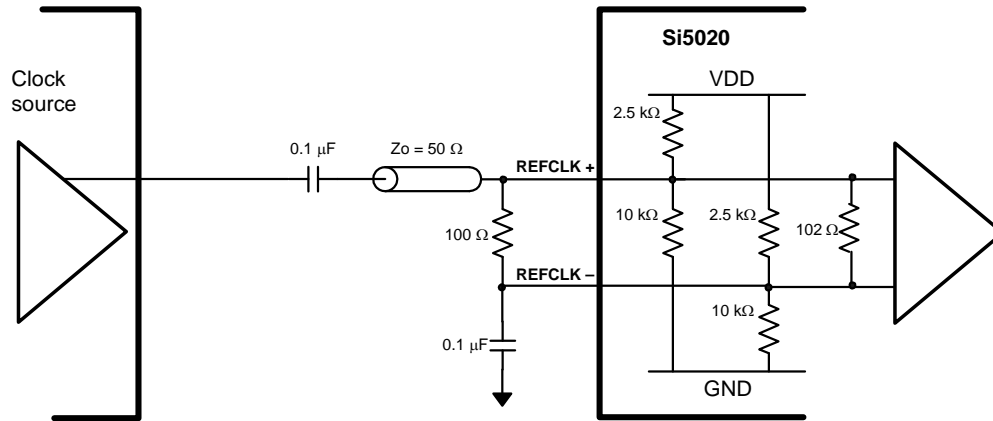 Si5020
Clock
source
VDD
2.5 kΩ
0.1 μF
Zo = 50 Ω
REFCLK +
100 Ω
10 kΩ
2.5 kΩ
102 Ω
REFCLK –
10 kΩ
0.1 μF
GND